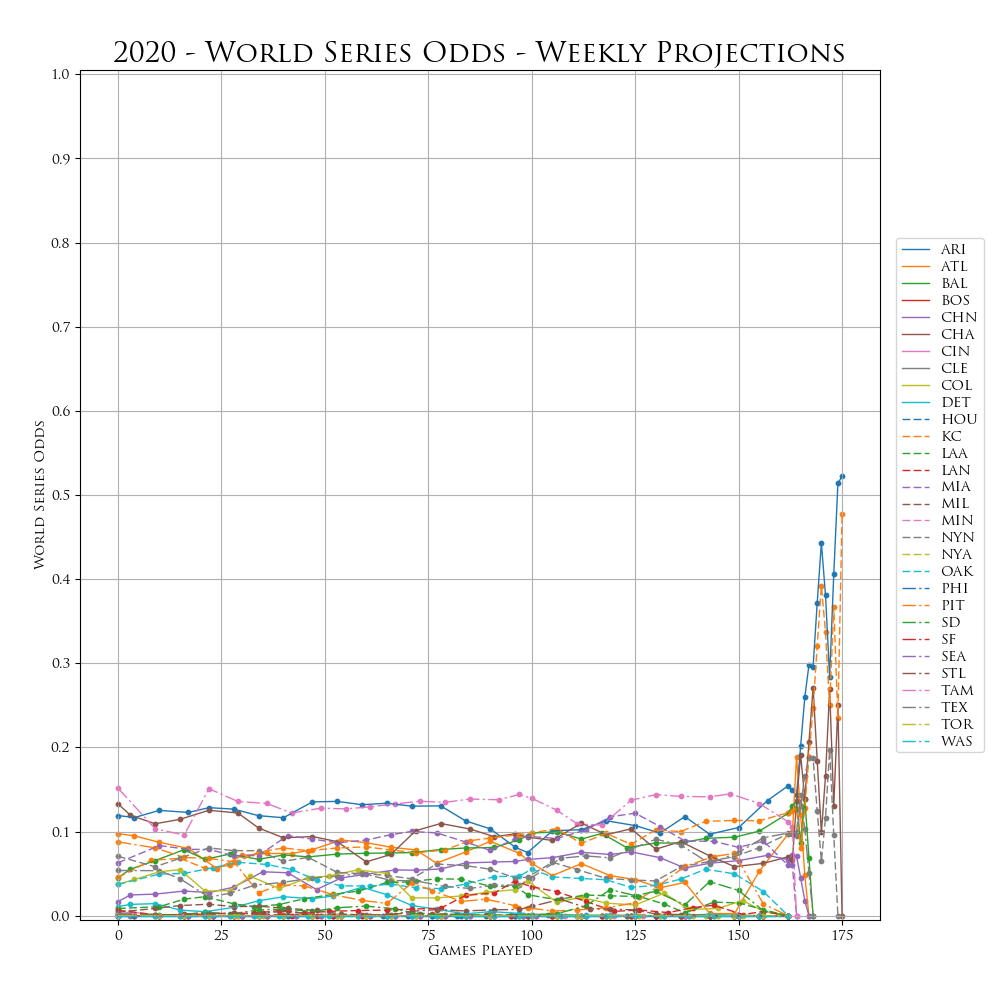 2020 - World Series Odds - Weekly Projections
1.0
0.9
0.8
0.7
0.6
0.5
0.4
0.3
0.2
0.1
0.0
World Series Odds
0 25 50 75 100 125 150 175
Games Played
ARI
ATL
BAL
BOS
CHN
CHA
CIN
CLE
COL
DET
HOU
KC
LAA
LAN
MIA
MIL
MIN
NYN
NYA
OAK
PHI
PIT
SD
SF
SEA
STL
TAM
TEX
TOR
WAS